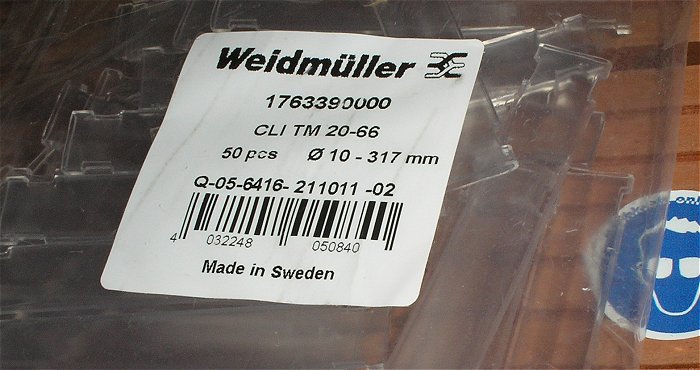 Weidmüller
1763390000
CLI TM 20-66
50 pcs Ø 10 - 317 mm
Q-05-6416- 211011 -02
4 032248 050840
Made in Sweden